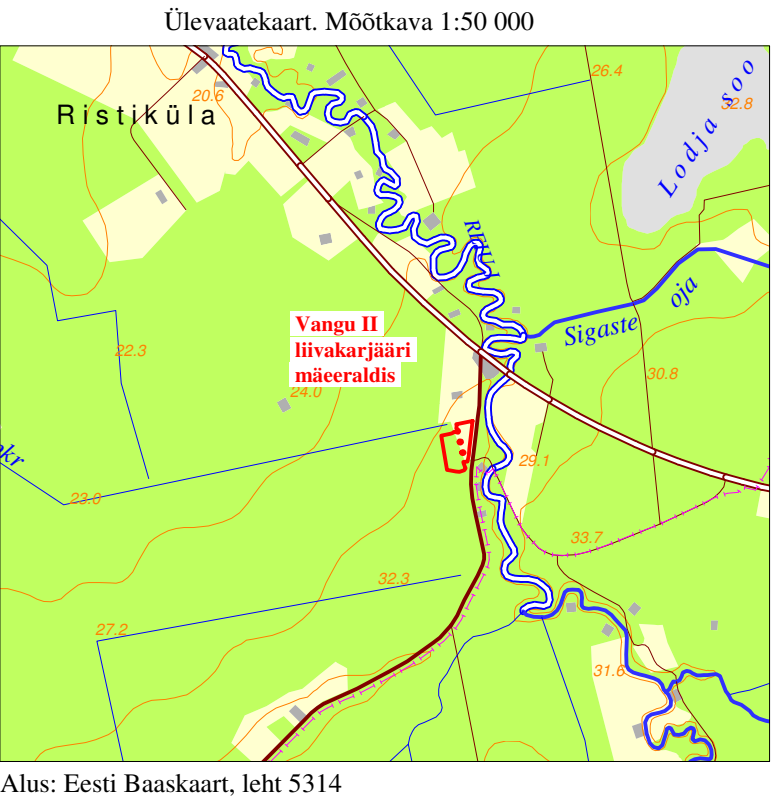 Ülevaatekaart. Mõõtkava 1:50 000
26.4
20.6
32.8
Ristiküla
Lodja soo
REIU J
Sigaste oja
Vangu II
liivakarjääri
mäeeraldis
22.3
24.0
30.8
29.1
23.0
33.7
32.3
27.2
31.6
Alus: Eesti Baaskaart, leht 5314